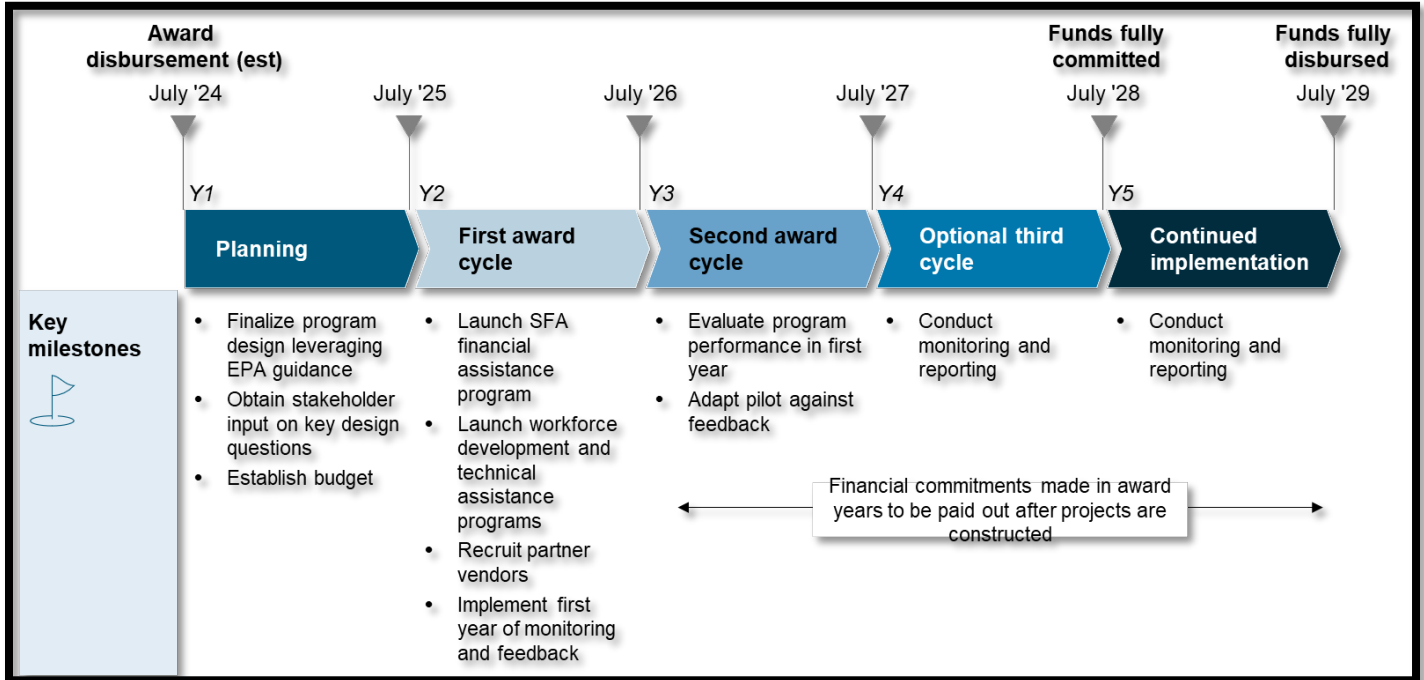 Award
disbursement (est)
July '24
July '25
July '26
July '27
Funds fully
committed
July '28
Funds fully
disbursed
July '29
Y1
Y2
Y3
Y4
Y5
Planning
First award
cycle
Second award
cycle
Optional third
cycle
Continued
implementation
Key
milestones
• Finalize program
design leveraging
EPA guidance
• Obtain stakeholder
input on key design
questions
• Establish budget
• Launch SFA
financial
assistance
program
• Launch workforce
development and
technical
assistance
programs
• Recruit partner
vendors
• Implement first
year of monitoring
and feedback
• Evaluate program
performance in first
year
• Adapt pilot against
feedback
• Conduct
monitoring and
reporting
• Conduct
monitoring and
reporting
Financial commitments made in award
years to be paid out after projects are
constructed